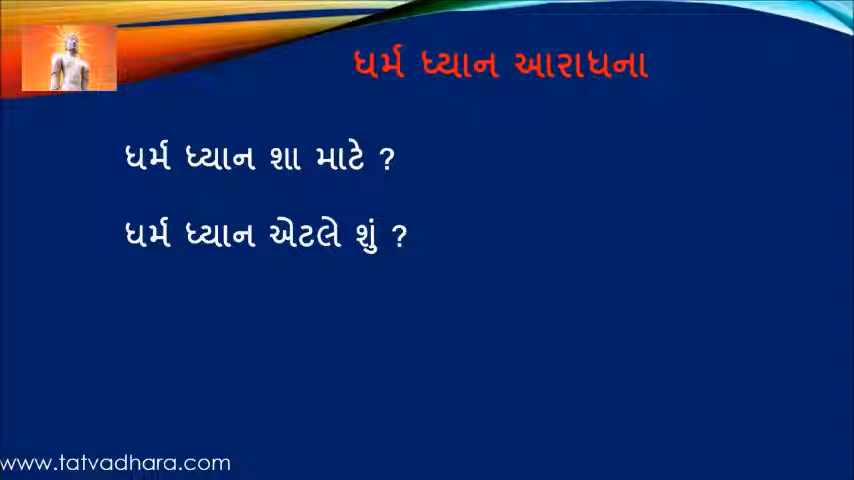 ધર્મ ધ્યાન આરાધના
ધર્મ ધ્યાન શા માટે ?
ધર્મ ધ્યાન એટલે શું ?
www.tatvadhara.com